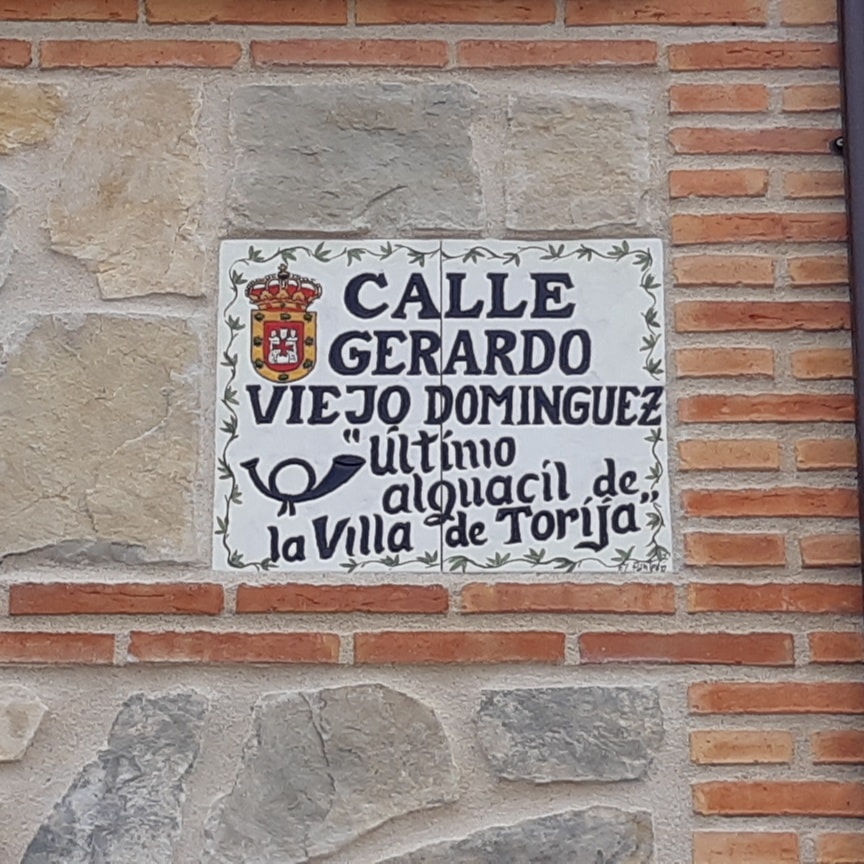 CALLE
GERARDO
VIEJO DOMINGUEZ
"Último
alguacil de
la Villa de Torija"